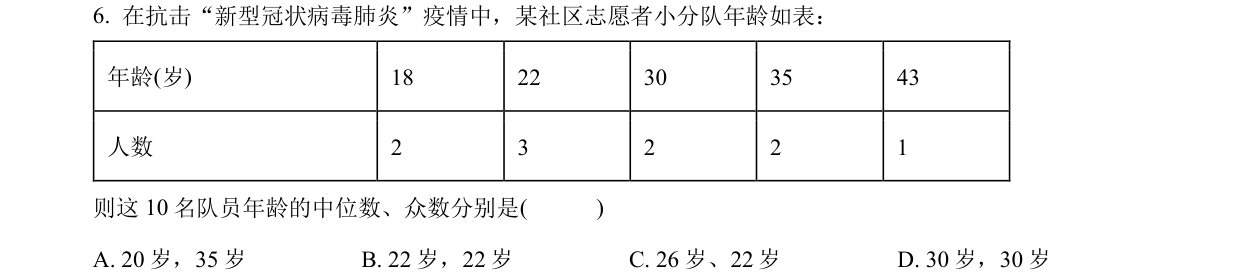 6. 在抗击“新型冠状病毒肺炎”疫情中，某社区志愿者小分队年龄如表：
年龄(岁) 18 22 30 35 43
人数 2 3 2 2 1
则这 10 名队员年龄的中位数、众数分别是( )
A. 20 岁，35 岁 B. 22 岁，22 岁 C. 26 岁、22 岁 D. 30 岁，30 岁